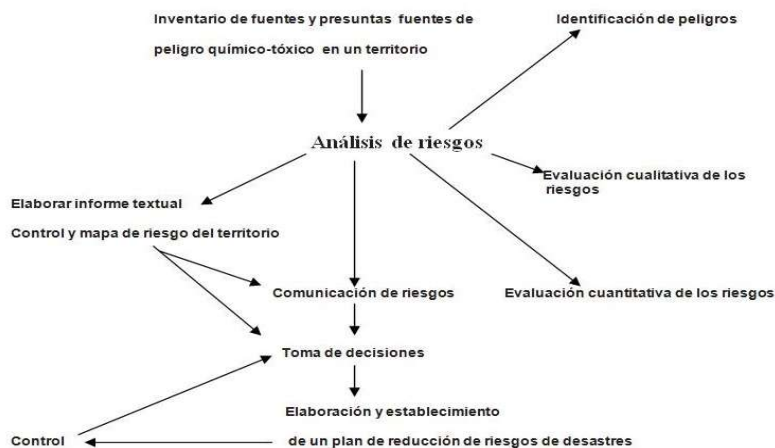 Inventario de fuentes y presuntas fuentes de
peligro químico-tóxico en un territorio
Identificación de peligros
Análisis de riesgos
Evaluación cualitativa de los
riesgos
Elaborar informe textual
Control y mapa de riesgo del territorio
Comunicación de riesgos
Evaluación cuantitativa de los riesgos
Toma de decisiones
Elaboración y establecimiento
Control
de un plan de reducción de riesgos de desastres